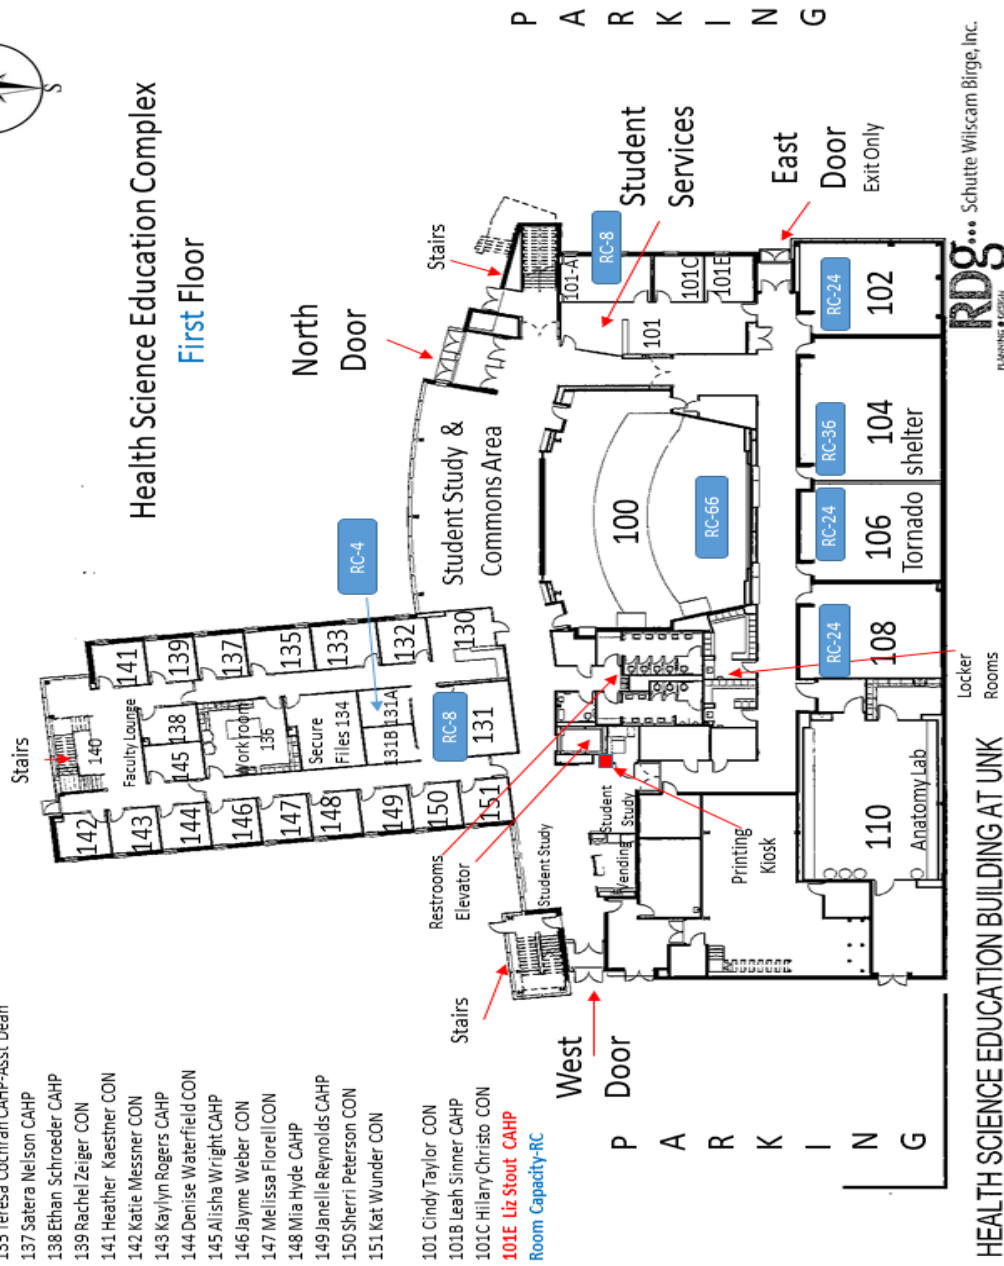 Health Science Education Complex
First Floor
S
135 Teresa Cochran CAHP-Asst Dean
137 Satera Nelson CAHP
138 Ethan Schroeder CAHP
139 Rachel Zeiger CON
141 Heather Kaestner CON
142 Katie Messner CON
143 Kaylyn Rogers CAHP
144 Denise Waterfield CON
145 Alisha Wright CAHP
146 Jayme Weber CON
147 Melissa Florell CON
148 Mia Hyde CAHP
149 Janelle Reynolds CAHP
150 Sherri Peterson CON
151 Kat Wunder CON
101 Cindy Taylor CON
101B Leah Sinner CAHP
101C Hilary Christo CON
101E Liz Stout CAHP
Room Capacity-RC
Stairs
140
Faculty Lounge
141
139
137
135
133
132
130
138
145
Workroom
136
Secure
Files 134
131B
131A
RC-4
RC-8
131
142
143
144
146
147
148
149
150
151
North
Door
Stairs
Student Study &
Commons Area
101-A
RC-8
Student
Services
101C
101E
101
East
Door
Exit Only
100
RC-66
Restrooms
Elevator
Student Study
Student
Study
Vending
Printing
Kiosk
Stairs
West
Door
RC-24
102
RC-36
104
shelter
RC-24
106
Tornado
RC-24
108
110
Anatomy Lab
Locker
Rooms
PARKING
PARKING
HEALTH SCIENCE EDUCATION BUILDING AT UNK
RDg... Schutte Wilscam Birge, Inc.
PLANNING & DESIGN